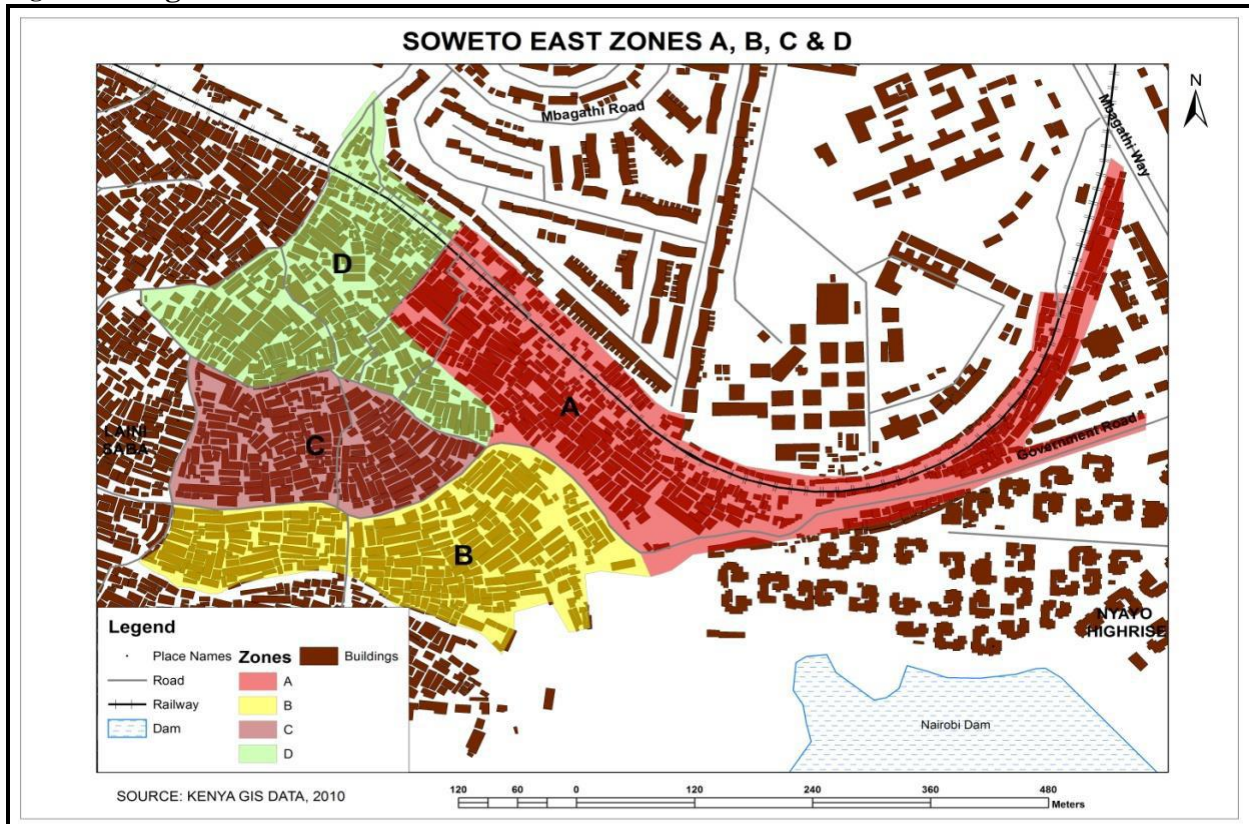 SOWETO EAST ZONES A, B, C & D
N
Mbagathi Road
Mbagathi Way
D
A
LAINI
SABA
C
Government Road
B
NYAYO
HIGHRISE
Legend
Place Names
Road
Railway
Dam
Zones
A
B
C
D
Buildings
Nairobi Dam
SOURCE: KENYA GIS DATA, 2010
120 60 0 120 240 360 480
Meters